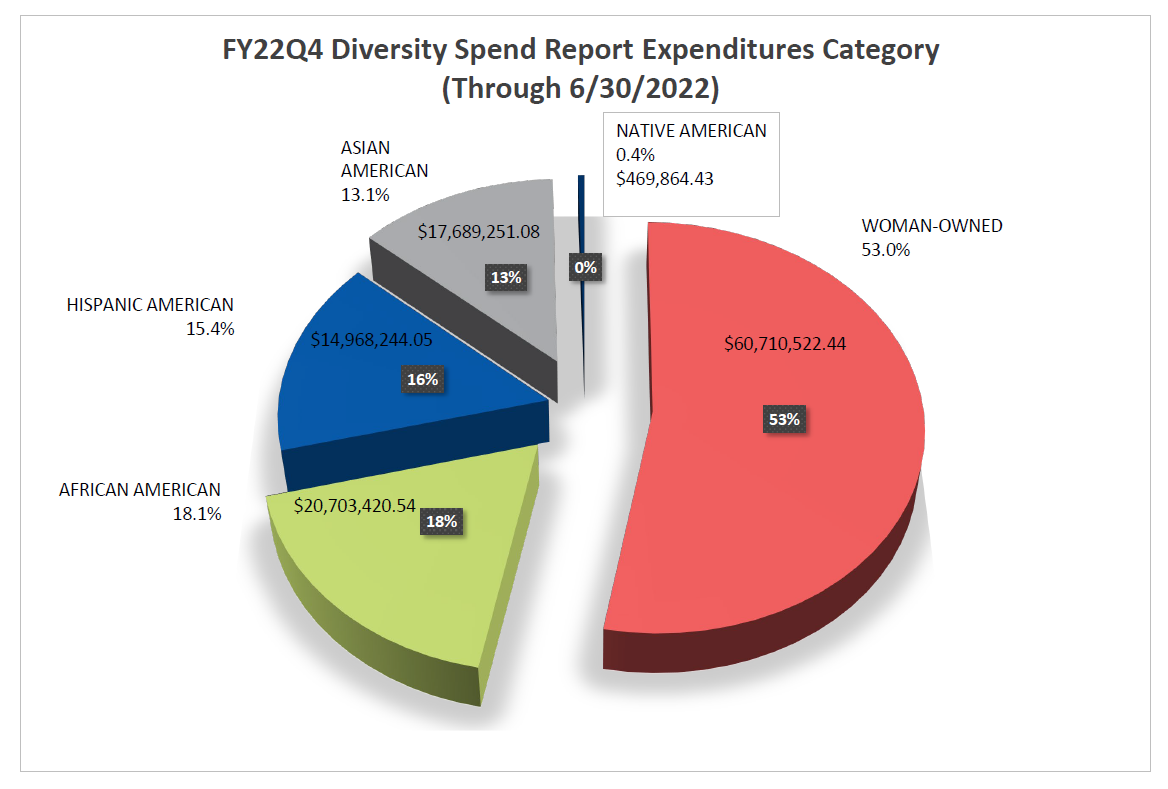 FY22Q4 Diversity Spend Report Expenditures Category
(Through 6/30/2022)
NATIVE AMERICAN
0.4%
$469,864.43
ASIAN
AMERICAN
13.1%
WOMAN-OWNED
53.0%
$17,689,251.08
13%
0%
HISPANIC AMERICAN
15.4%
$14,968,244.05
16%
$60,710,522.44
53%
AFRICAN AMERICAN
18.1%
$20,703,420.54
18%